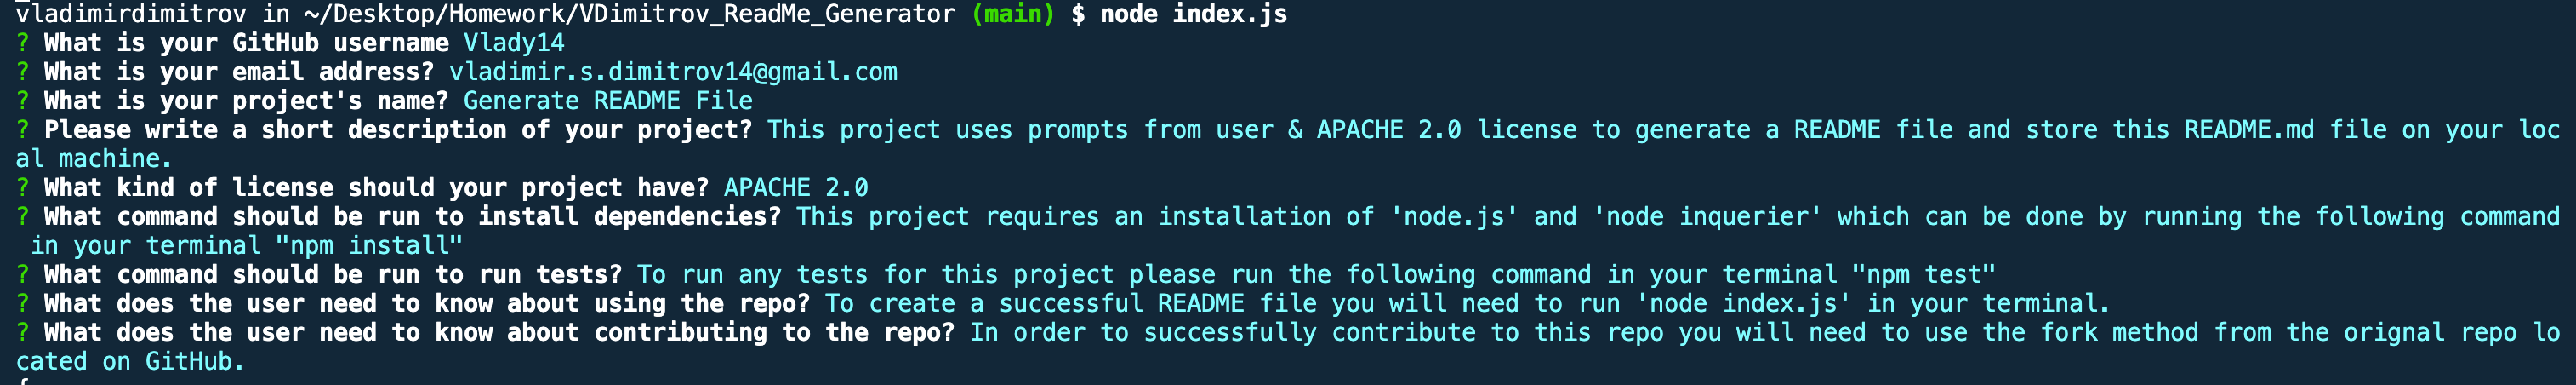 vladimirdimitrov in ~/Desktop/Homework/VDimitrov_ReadMe_Generator (main) $ node index.js
? What is your GitHub username Vlady14
? What is your email address? vladimir.s.dimitrov14@gmail.com
? What is your project's name? Generate README File
? Please write a short description of your project? This project uses prompts from user & APACHE 2.0 license to generate a README file and store this README.md file on your loc
al machine.
? What kind of license should your project have? APACHE 2.0
? What command should be run to install dependencies? This project requires an installation of 'node.js' and 'node inquerier' which can be done by running the following command
 in your terminal "npm install"
? What command should be run to run tests? To run any tests for this project please run the following command in your terminal "npm test"
? What does the user need to know about using the repo? To create a successful README file you will need to run 'node index.js' in your terminal.
? What does the user need to know about contributing to the repo? In order to successfully contribute to this repo you will need to use the fork method from the orignal repo lo
cated on GitHub.